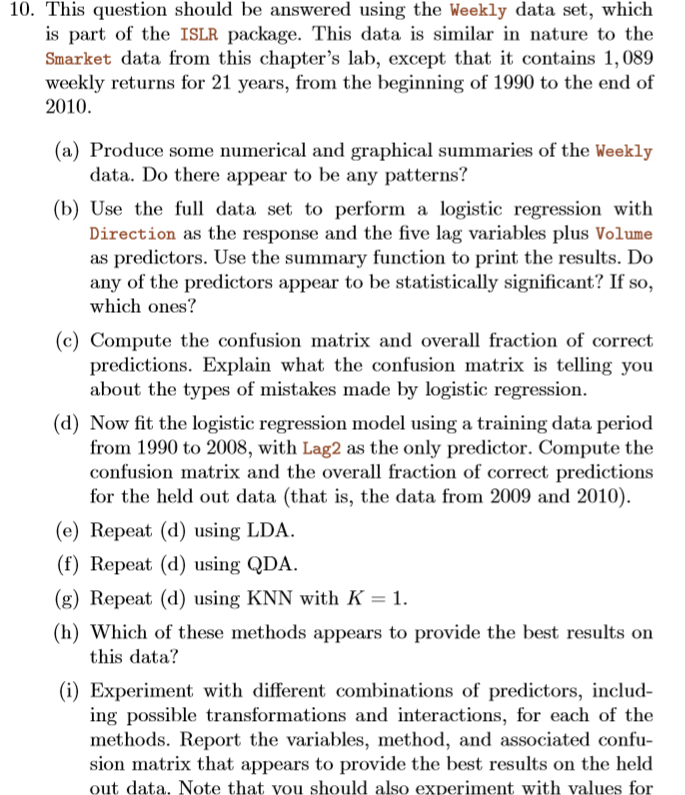 10. This question should be answered using the Weekly data set, which
is part of the ISLR package. This data is similar in nature to the
Smarket data from this chapter's lab, except that it contains 1, 089
weekly returns for 21 years, from the beginning of 1990 to the end of
2010.
(a) Produce some numerical and graphical summaries of the Weekly
data. Do there appear to be any patterns?
(b) Use the full data set to perform a logistic regression with
Direction as the response and the five lag variables plus Volume
as predictors. Use the summary function to print the results. Do
any of the predictors appear to be statistically significant? If so,
which ones?
(c) Compute the confusion matrix and overall fraction of correct
predictions. Explain what the confusion matrix is telling you
about the types of mistakes made by logistic regression.
(d) Now fit the logistic regression model using a training data period
from 1990 to 2008, with Lag2 as the only predictor. Compute the
confusion matrix and the overall fraction of correct predictions
for the held out data (that is, the data from 2009 and 2010).
(e) Repeat (d) using LDA.
(f) Repeat (d) using QDA.
(g) Repeat (d) using KNN with K = 1.
(h) Which of these methods appears to provide the best results on
this data?
(i) Experiment with different combinations of predictors, includ-
ing possible transformations and interactions, for each of the
methods. Report the variables, method, and associated confu-
sion matrix that appears to provide the best results on the held
out data. Note that you should also experiment with values for